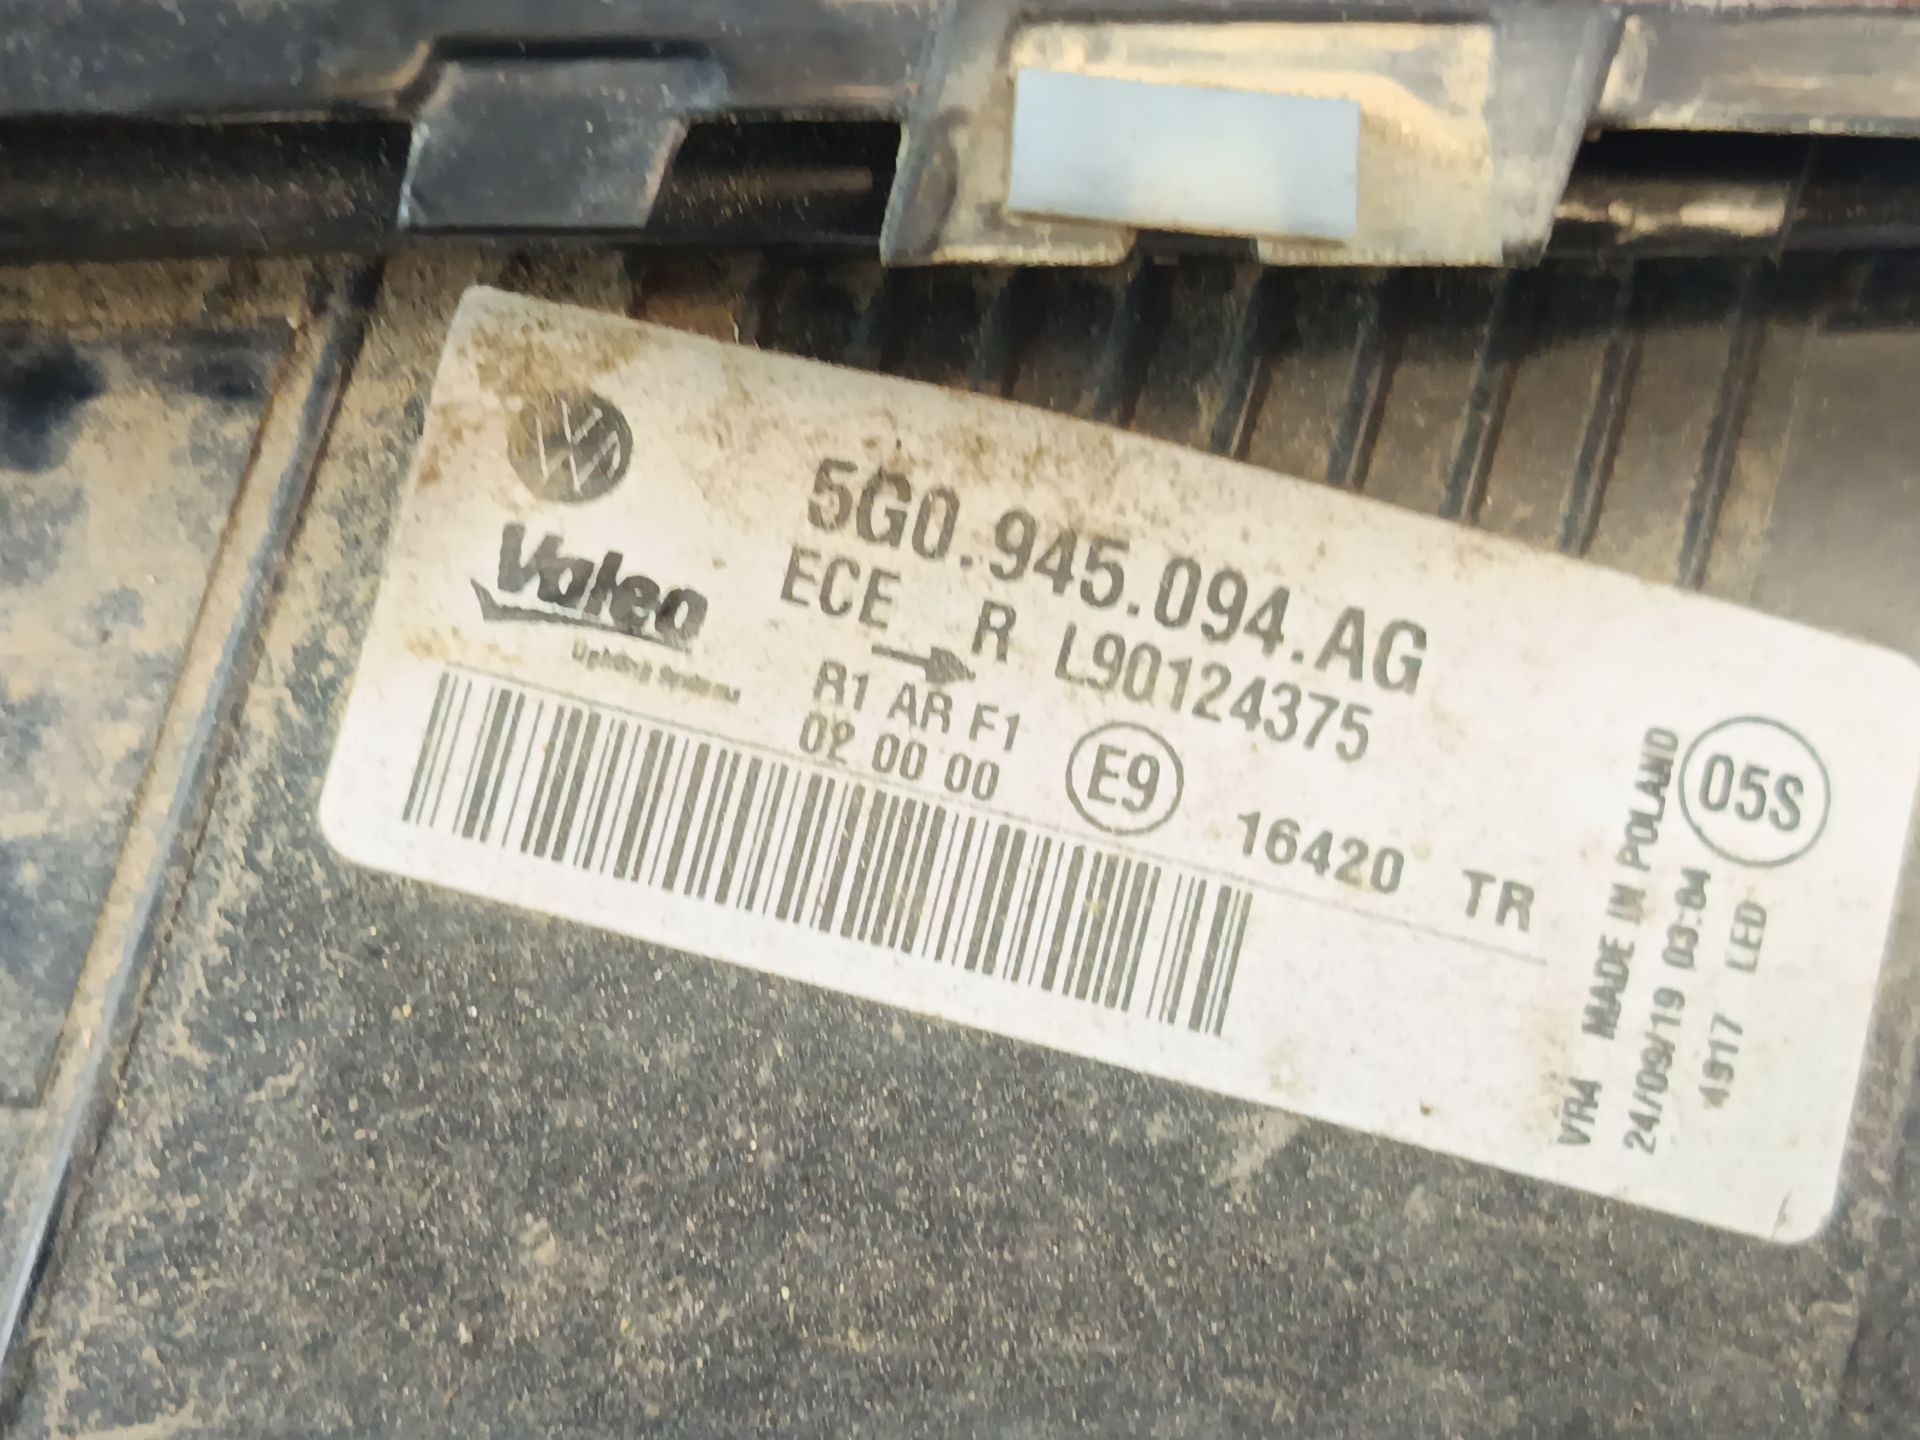 5G0.945.094.AG
Valeo
Lighting Systems
ECE R L90124375
R1 AR F1
02 00 00
E9
16420 TR
05S
VR4 MADE IN POLAND
24/09/19 03:04
4917 LED